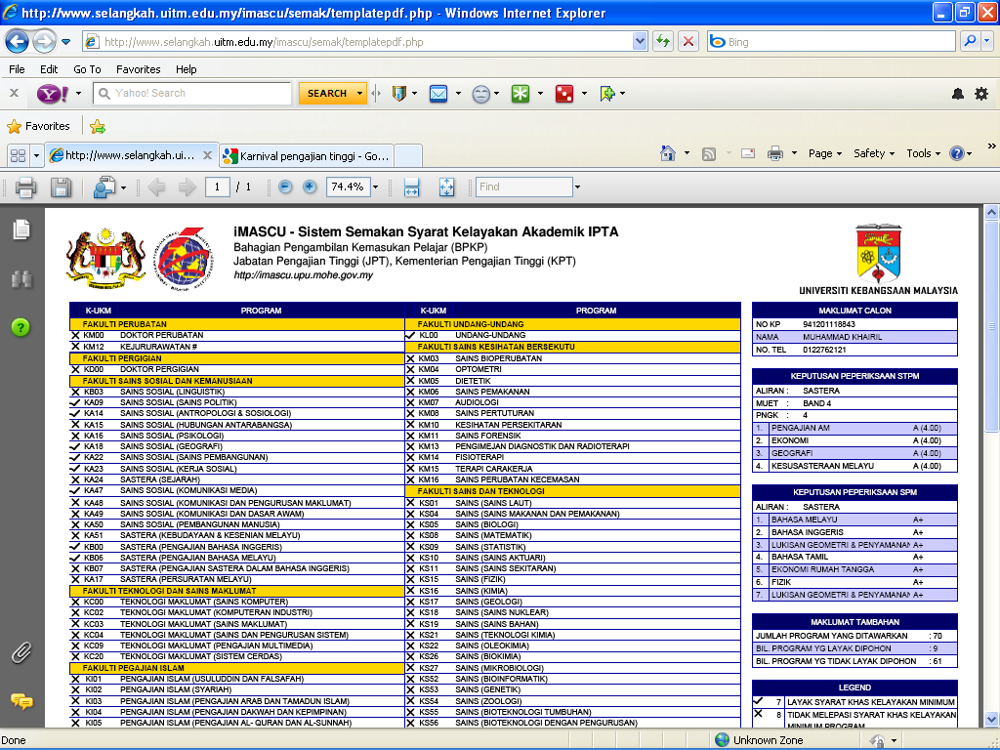 http://www.selangkah.uitm.edu.my/imascu/semak/templatepdf.php - Windows Internet Explorer
http://www.selangkah.uitm.edu.my/imascu/semak/templatepdf.php
Bing
File Edit Go To Favorites Help
Yahoo! Search
SEARCH
Favorites
http://www.selangkah.ui...
Karnival pengajian tinggi - Go...
Page
Safety
Tools
1 / 1
74.4%
Find
iMASCU - Sistem Semakan Syarat Kelayakan Akademik IPTA
Bahagian Pengambilan Kemasukan Pelajar (BPKP)
Jabatan Pengajian Tinggi (JPT), Kementerian Pengajian Tinggi (KPT)
http://imascu.upu.mohe.gov.my
UNIVERSITI KEBANGSAAN MALAYSIA
K-UKM PROGRAM
FAKULTI PERUBATAN
KM00 DOKTOR PERUBATAN
KM12 KEJURURAWATAN #
FAKULTI PERGIGIAN
KD00 DOKTOR PERGIGIAN
FAKULTI SAINS SOSIAL DAN KEMANUSIAAN
KB03 SAINS SOSIAL (LINGUISTIK)
KA09 SAINS SOSIAL (SAINS POLITIK)
KA14 SAINS SOSIAL (ANTROPOLOGI & SOSIOLOGI)
KA15 SAINS SOSIAL (HUBUNGAN ANTARABANGSA)
KA16 SAINS SOSIAL (PSIKOLOGI)
KA18 SAINS SOSIAL (GEOGRAFI)
KA22 SAINS SOSIAL (SAINS PEMBANGUNAN)
KA23 SAINS SOSIAL (KERJA SOSIAL)
KA24 SASTERA (SEJARAH)
KA47 SAINS SOSIAL (KOMUNIKASI MEDIA)
KA48 SAINS SOSIAL (KOMUNIKASI DAN PENGURUSAN MAKLUMAT)
KA49 SAINS SOSIAL (KOMUNIKASI DAN DASAR AWAM)
KA50 SAINS SOSIAL (PEMBANGUNAN MANUSIA)
KA51 SASTERA (KEBUDAYAAN & KESENIAN MELAYU)
KB00 SASTERA (PENGAJIAN BAHASA INGGERIS)
KB06 SASTERA (PENGAJIAN BAHASA MELAYU)
KB07 SASTERA (PENGAJIAN SASTERA DALAM BAHASA INGGERIS)
KA17 SASTERA (PERSURATAN MELAYU)
FAKULTI TEKNOLOGI DAN SAINS MAKLUMAT
KC00 TEKNOLOGI MAKLUMAT (SAINS KOMPUTER)
KC02 TEKNOLOGI MAKLUMAT (KOMPUTERAN INDUSTRI)
KC03 TEKNOLOGI MAKLUMAT (SAINS MAKLUMAT)
KC04 TEKNOLOGI MAKLUMAT (SAINS DAN PENGURUSAN SISTEM)
KC09 TEKNOLOGI MAKLUMAT (PENGAJIAN MULTIMEDIA)
KC20 TEKNOLOGI MAKLUMAT (SISTEM CERDAS)
FAKULTI PEGAJIAN ISLAM
KI01 PENGAJIAN ISLAM (USULUDDIN DAN FALSAFAH)
KI02 PENGAJIAN ISLAM (SYARIAH)
KI03 PENGAJIAN ISLAM (PENGAJIAN ARAB DAN TAMADUN ISLAM)
KI04 PENGAJIAN ISLAM (PENGAJIAN DAKWAH DAN KEPIMPINAN)
KI05 PENGAJIAN ISLAM (PENGAJIAN AL- QURAN DAN AL-SUNNAH)
K-UKM PROGRAM
FAKULTI UNDANG-UNDANG
KL00 UNDANG-UNDANG
FAKULTI SAINS KESIHATAN BERSEKUTU
KM03 SAINS BIOPERUBATAN
KM04 OPTOMETRI
KM05 DIETETIK
KM06 SAINS PEMAKANAN
KM07 AUDIOLOGI
KM08 SAINS PERTUTURAN
KM10 KESIHATAN PERSEKITARAN
KM11 SAINS FORENSIK
KM13 PENGIMEJAN DIAGNOSTIK DAN RADIOTERAPI
KM14 FISIOTERAPI
KM15 TERAPI CARAKERJA
KM16 SAINS PERUBATAN KECEMASAN
FAKULTI SAINS DAN TEKNOLOGI
KS01 SAINS (SAINS LAUT)
KS04 SAINS (SAINS MAKANAN DAN PEMAKANAN)
KS05 SAINS (BIOLOGI)
KS08 SAINS (MATEMATIK)
KS09 SAINS (STATISTIK)
KS10 SAINS (SAINS AKTUARI)
KS11 SAINS (SAINS SEKITARAN)
KS15 SAINS (FIZIK)
KS16 SAINS (KIMIA)
KS17 SAINS (GEOLOGI)
KS18 SAINS (SAINS NUKLEAR)
KS19 SAINS (SAINS BAHAN)
KS21 SAINS (TEKNOLOGI KIMIA)
KS22 SAINS (OLEOKIMIA)
KS26 SAINS (BIOKIMIA)
KS27 SAINS (MIKROBIOLOGI)
KS52 SAINS (BIOINFORMATIK)
KS53 SAINS (GENETIK)
KS54 SAINS (ZOOLOGI)
KS55 SAINS (BIOTEKNOLOGI TUMBUHAN)
KS56 SAINS (BIOTEKNOLOGI DENGAN PENGURUSAN)
MAKLUMAT CALON
NO KP 941201118843
NAMA MUHAMMAD KHAIRIL
NO. TEL 0122762121
KEPUTUSAN PEPERIKSAAN STPM
ALIRAN : SASTERA
MUET : BAND 4
PNGK : 4
1. PENGAJIAN AM A (4.00)
2. EKONOMI A (4.00)
3. GEOGRAFI A (4.00)
4. KESUSASTERAAN MELAYU A (4.00)
KEPUTUSAN PEPERIKSAAN SPM
ALIRAN : SASTERA
1. BAHASA MELAYU A+
2. BAHASA INGGERIS A+
3. LUKISAN GEOMETRI & PENYAMANAN A+
4. BAHASA TAMIL A+
5. EKONOMI RUMAH TANGGA A+
6. FIZIK A+
7. LUKISAN GEOMETRI & PENYAMANAN A+
MAKLUMAT TAMBAHAN
JUMLAH PROGRAM YANG DITAWARKAN : 70
BIL. PROGRAM YG LAYAK DIPOHON : 9
BIL. PROGRAM YG TIDAK LAYAK DIPOHON : 61
LEGEND
7 LAYAK SYARAT KHAS KELAYAKAN MINIMUM
8 TIDAK MELEPASI SYARAT KHAS KELAYAKAN
MINIMUM PROGRAM
Done
Unknown Zone